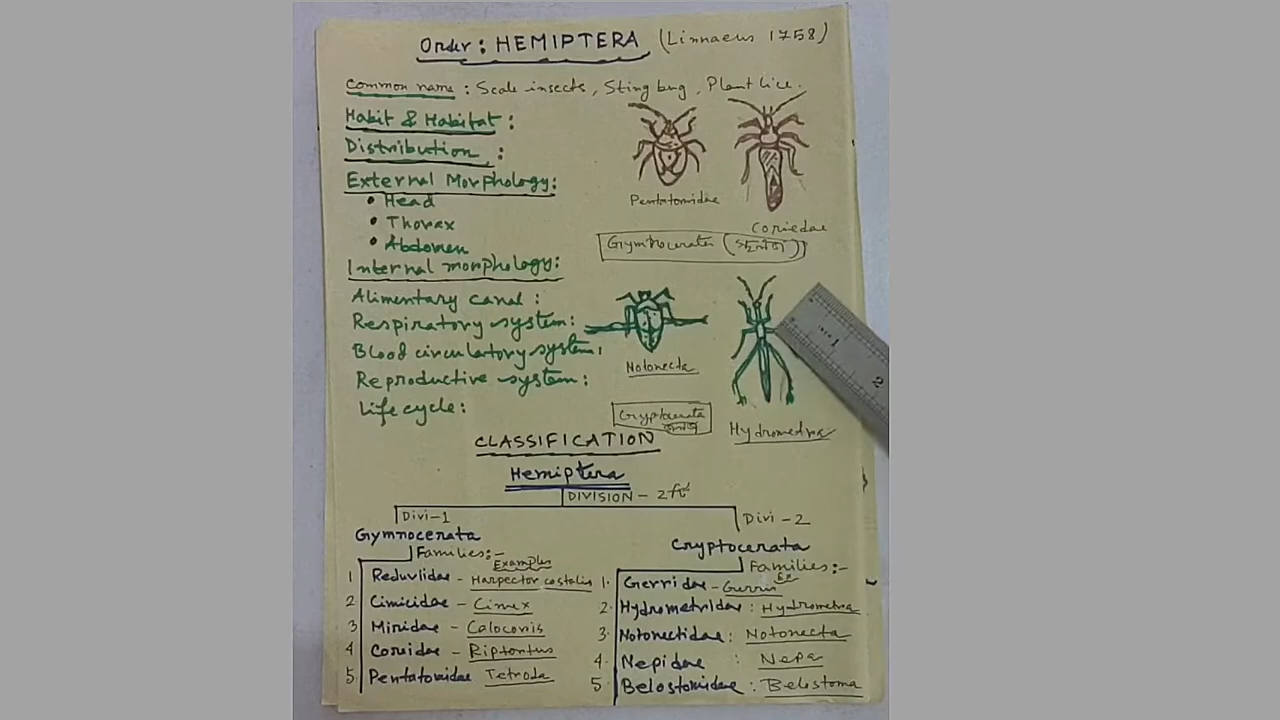 Order: HEMIPTERA (Linnaeus 1758)
Common name: Scale insects, Sting bug, Plant lice.
Habit & Habitat:
Distribution:
External Morphology:
• Head
• Thorax
• Abdomen
Internal morphology:
Alimentary canal:
Respiratory system:
Blood circulatory system:
Reproductive system:
Life cycle:
Pentatomidae
Coriedae
Gymnocerata
Notonecta
Cryptocerata
জলজ
Hydrometra
1
2
CLASSIFICATION
Hemiptera
DIVISION - 2 টি
Divi-1
Gymnocerata
Families:-
Examples
1 Reduviidae - Harpector costalis
2 Cimicidae - Cimex
3 Miridae - Calocoris
4 Coreidae - Riptortus
5. Pentatomidae Tetroda
Divi-2
Cryptocerata
Families:-
Ex
1. Gerridae - Gerris
2. Hydrometridae: Hydrometra
3. Notonectidae: Notonecta
4. Nepidae : Nepa
5. Belostomidae: Belostoma